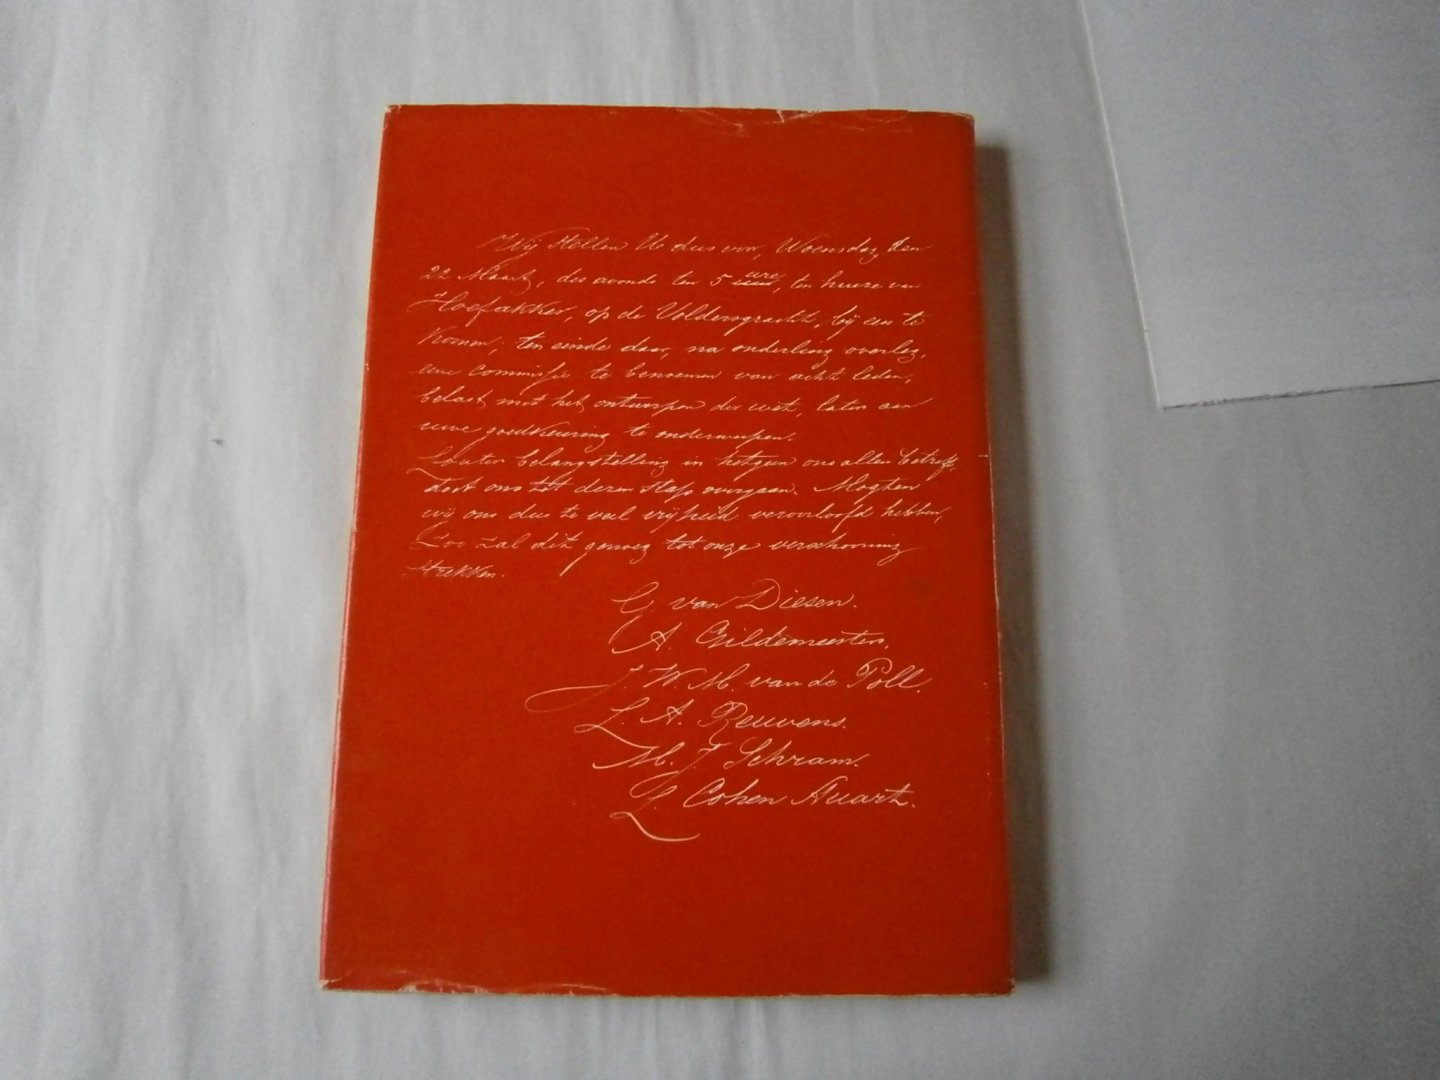 Wij stellen U dus voor, Woensdag den
22 Maart, des avonds ten 5 ure, ten huize van
Hoefakker, op de Voldersgracht, bij een te
komen, ten einde daar, na onderling overleg,
eene commissie te benoemen van acht leden,
belast met het ontwerpen der wet, later aan
uwe goedkeuring te onderwerpen.
Louter belangstelling in hetgeen ons allen betreft
doet ons tot dezen stap overgaan. Mogten
wij ons dus te veel vrijheid veroorloofd hebben,
Zoo zal dit genoeg tot onze verschooning
strekken.
G. van Diesen.
A. Gildemeester.
J. W. M. van de Poll.
L. A. Reuvens.
M. J. Schram.
L. Cohen Stuart.